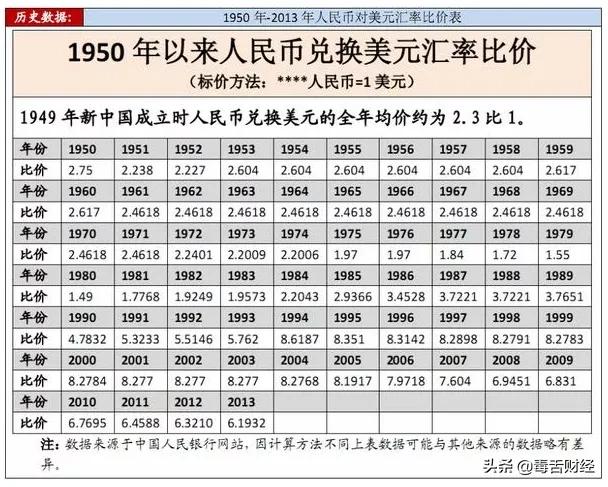 历史数据: 1950 年-2013 年人民币对美元汇率比价表
1950 年以来人民币兑换美元汇率比价
（标价方法：****人民币=1 美元）
1949 年新中国成立时人民币兑换美元的全年均价约为 2.3 比 1。
年份 1950 1951 1952 1953 1954 1955 1956 1957 1958 1959
比价 2.75 2.238 2.227 2.604 2.604 2.604 2.604 2.604 2.604 2.617
年份 1960 1961 1962 1963 1964 1965 1966 1967 1968 1969
比价 2.617 2.4618 2.4618 2.4618 2.4618 2.4618 2.4618 2.4618 2.4618 2.4618
年份 1970 1971 1972 1973 1974 1975 1976 1977 1978 1979
比价 2.4618 2.4618 2.2401 2.2009 2.2006 1.97 1.97 1.84 1.72 1.55
年份 1980 1981 1982 1983 1984 1985 1986 1987 1988 1989
比价 1.49 1.7768 1.9249 1.9573 2.2043 2.9366 3.4528 3.7221 3.7221 3.7651
年份 1990 1991 1992 1993 1994 1995 1996 1997 1998 1999
比价 4.7832 5.3233 5.5146 5.762 8.6187 8.351 8.3142 8.2898 8.2791 8.2783
年份 2000 2001 2002 2003 2004 2005 2006 2007 2008 2009
比价 8.2784 8.277 8.277 8.277 8.2768 8.1917 7.9718 7.604 6.9451 6.831
年份 2010 2011 2012 2013
比价 6.7695 6.4588 6.3210 6.1932
注: 数据来源于中国人民银行网站，因计算方法不同上表数据可能与其他来源的数据略有差
异。
头条 @毒舌财经